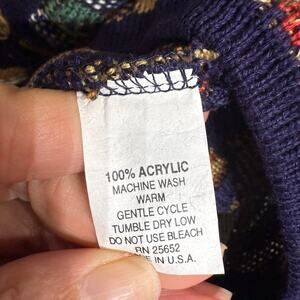 100% ACRYLIC
MACHINE WASH
WARM
GENTLE CYCLE
TUMBLE DRY LOW
DO NOT USE BLEACH
RN 25652
IN U.S.A.